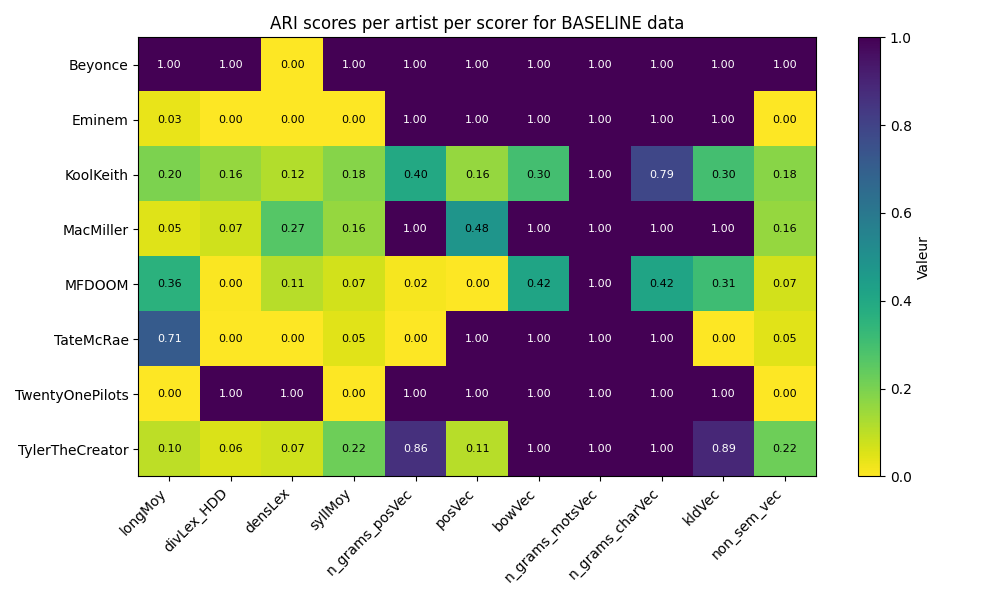 ARI scores per artist per scorer for BASELINE data
Beyonce 1.00 1.00 0.00 1.00 1.00 1.00 1.00 1.00 1.00 1.00 1.00
Eminem 0.03 0.00 0.00 0.00 1.00 1.00 1.00 1.00 1.00 1.00 0.00
KoolKeith 0.20 0.16 0.12 0.18 0.40 0.16 0.30 1.00 0.79 0.30 0.18
MacMiller 0.05 0.07 0.27 0.16 1.00 0.48 1.00 1.00 1.00 1.00 0.16
MFDOOM 0.36 0.00 0.11 0.07 0.02 0.00 0.42 1.00 0.42 0.31 0.07
TateMcRae 0.71 0.00 0.00 0.05 0.00 1.00 1.00 1.00 1.00 0.00 0.05
TwentyOnePilots 0.00 1.00 1.00 0.00 1.00 1.00 1.00 1.00 1.00 1.00 0.00
TylerTheCreator 0.10 0.06 0.07 0.22 0.86 0.11 1.00 1.00 1.00 0.89 0.22
longMoy
divLex_HDD
densLex
syllMoy
n_grams_posVec
posVec
bowVec
n_grams_motsVec
n_grams_charVec
kldVec
non_sem_vec
1.0
0.8
0.6
0.4
0.2
0.0
Valeur